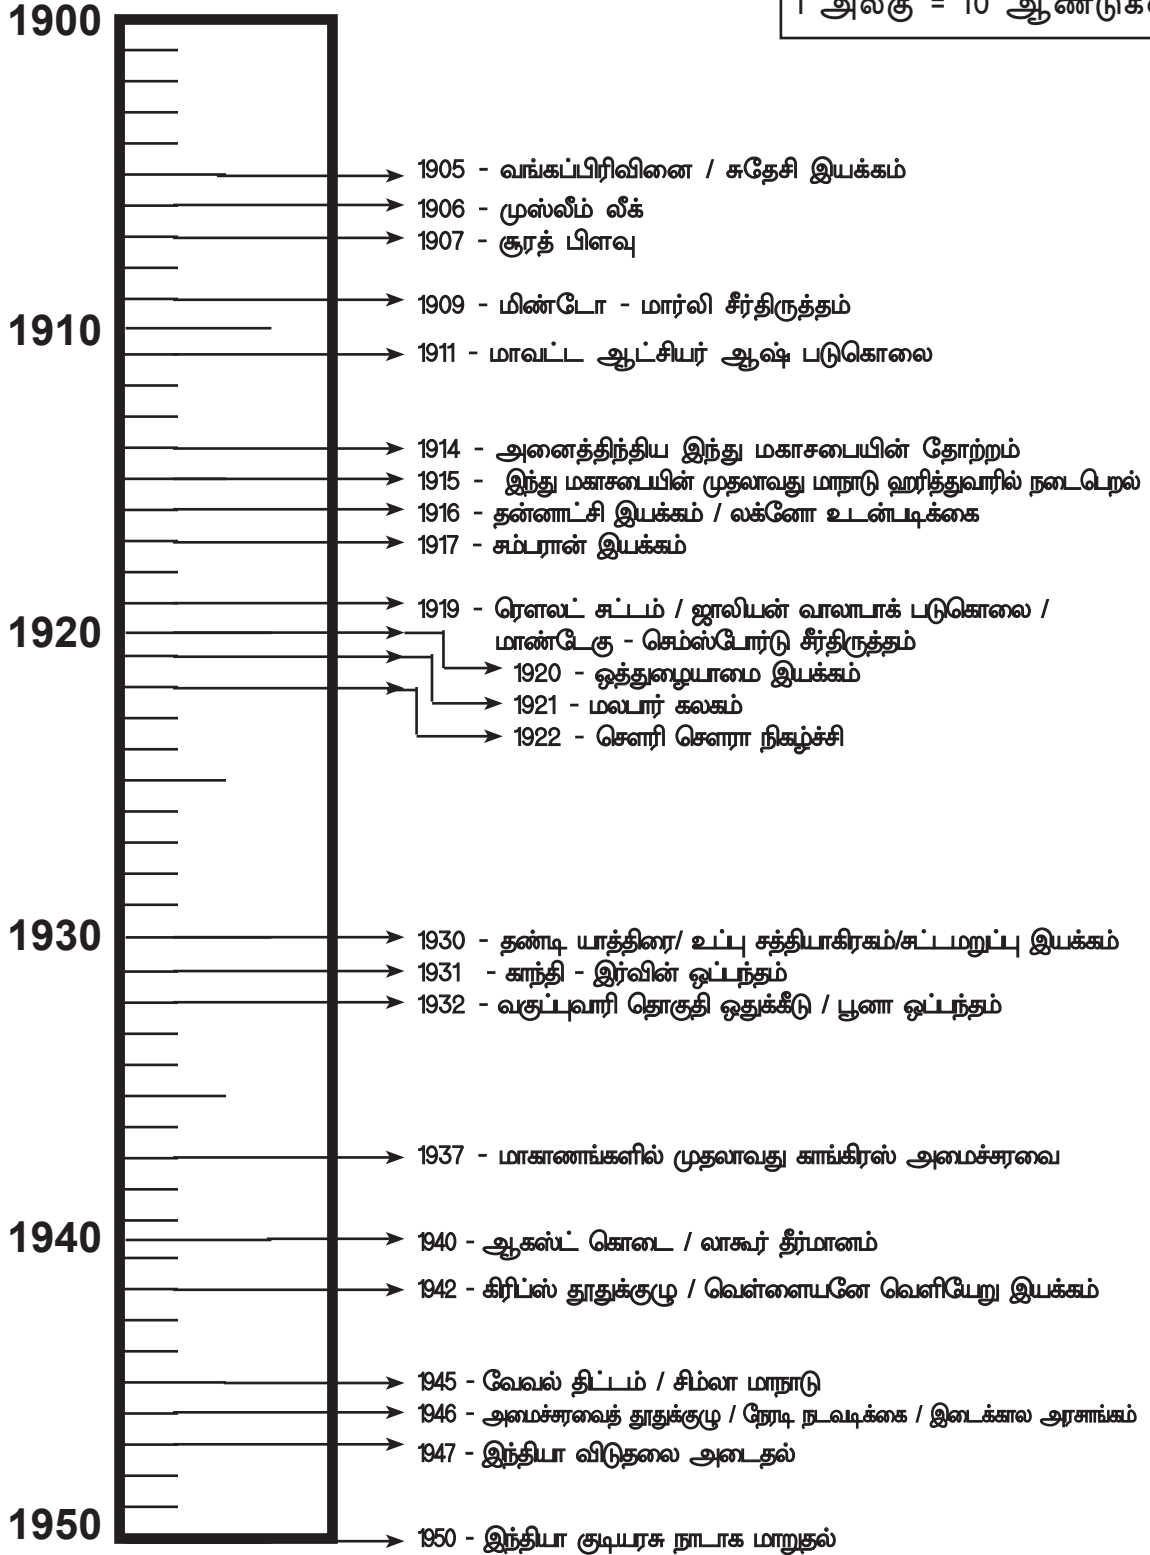 1 அலகு = 10 ஆண்டுகள்
1900
1905 - வங்கப்பிரிவினை / சுதேசி இயக்கம்
1906 - முஸ்லீம் லீக்
1907 - சூரத் பிளவு
1909 - மிண்டோ - மார்லி சீர்திருத்தம்
1910
1911 - மாவட்ட ஆட்சியர் ஆஷ் படுகொலை
1914 - அனைத்திந்திய இந்து மகாசபையின் தோற்றம்
1915 - இந்து மகாசபையின் முதலாவது மாநாடு ஹரித்துவாரில் நடைபெறல்
1916 - தன்னாட்சி இயக்கம் / லக்னோ உடன்படிக்கை
1917 - சம்பரான் இயக்கம்
1919 - ரௌலட் சட்டம் / ஜாலியன் வாலாபாக் படுகொலை /
மாண்டேகு - செம்ஸ்போர்டு சீர்திருத்தம்
1920
1920 - ஒத்துழையாமை இயக்கம்
1921 - மலபார் கலகம்
1922 - சௌரி சௌரா நிகழ்ச்சி
1930
1930 - தண்டி யாத்திரை/ உப்பு சத்தியாகிரகம்/சட்டமறுப்பு இயக்கம்
1931 - காந்தி - இர்வின் ஒப்பந்தம்
1932 - வகுப்புவாரி தொகுதி ஒதுக்கீடு / பூனா ஒப்பந்தம்
1937 - மாகாணங்களில் முதலாவது காங்கிரஸ் அமைச்சரவை
1940
1940 - ஆகஸ்ட் கொடை / லாகூர் தீர்மானம்
1942 - கிரிப்ஸ் தூதுக்குழு / வெள்ளையனே வெளியேறு இயக்கம்
1945 - வேவல் திட்டம் / சிம்லா மாநாடு
1946 - அமைச்சரவைத் தூதுக்குழு / நேரடி நடவடிக்கை / இடைக்கால அரசாங்கம்
1947 - இந்தியா விடுதலை அடைதல்
1950
1950 - இந்தியா குடியரசு நாடாக மாறுதல்